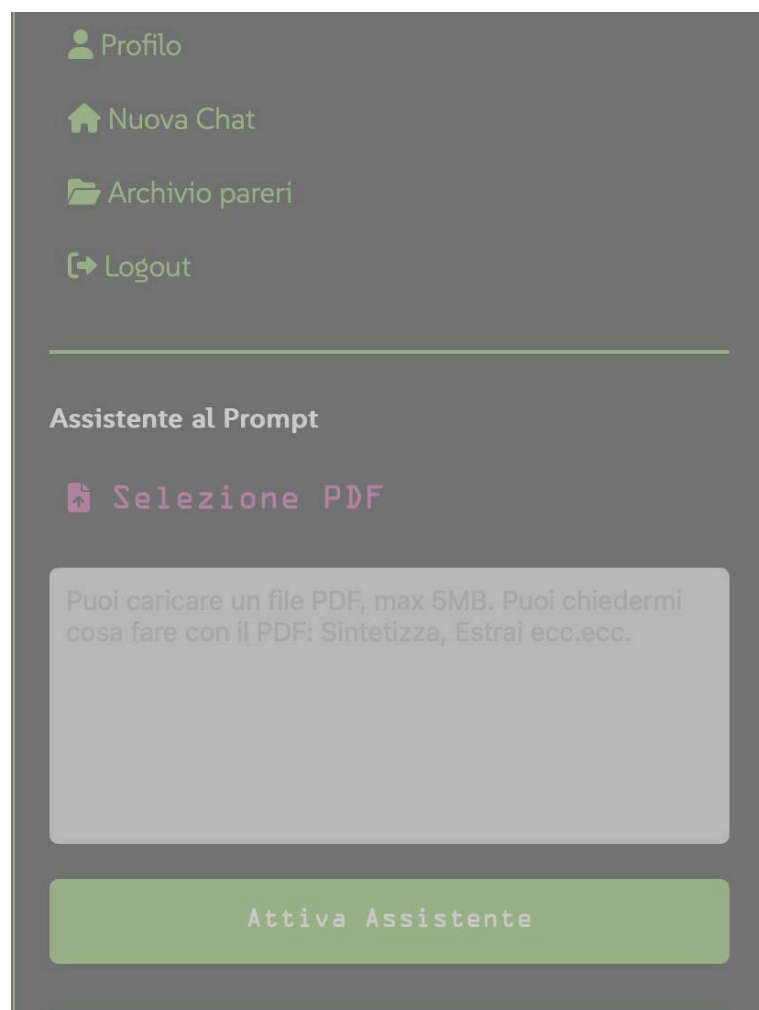 Profilo
Nuova Chat
Archivio pareri
Logout
Assistente al Prompt
Selezione PDF
Puoi caricare un file PDF, max 5MB. Puoi chiedermi
cosa fare con il PDF: Sintetizza, Estrai ecc.ecc.
Attiva Assistente